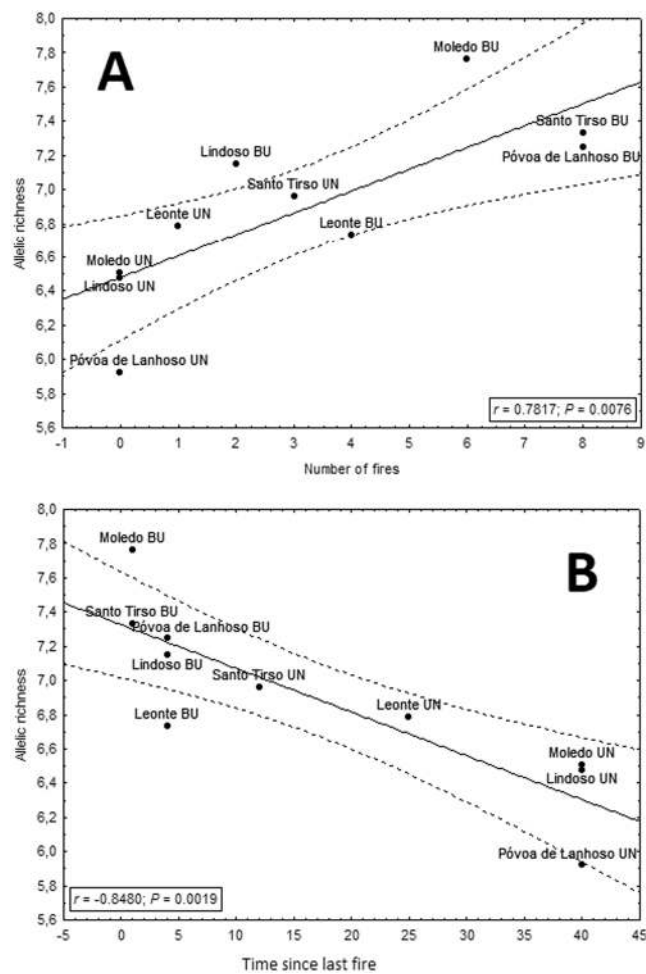 8,0
A
Moledo BU
7,8
7,6
7,4
Santo Tirso BU
Lindoso BU
7,2
Póvoa de Lanhoso BU
Santo Tirso UN
7,0
Leonte UN
6,8
Leonte BU
6,6
Moledo UN
Lindoso UN
6,4
6,2
6,0
Póvoa de Lanhoso UN
5,8
r = 0.7817; P = 0.0076
5,6
Allelic richness
-1 0 1 2 3 4 5 6 7 8 9
Number of fires
8,0
B
Moledo BU
7,8
7,6
7,4
Santo Tirso BU
Póvoa de Lanhoso BU
7,2
Lindoso BU
Santo Tirso UN
7,0
Leonte UN
6,8
Leonte BU
6,6
Moledo UN
Lindoso UN
6,4
6,2
6,0
Póvoa de Lanhoso UN
5,8
r = -0.8480; P = 0.0019
5,6
Allelic richness
-5 0 5 10 15 20 25 30 35 40 45
Time since last fire